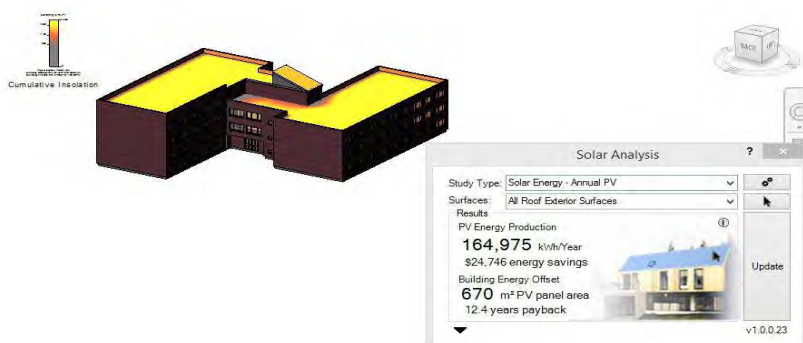 Cumulative Insolation
BACK
Solar Analysis
? ×
Study Type: Solar Energy - Annual PV
Surfaces: All Roof Exterior Surfaces
Results
PV Energy Production
164,975 kWh/Year
$24,746 energy savings
Building Energy Offset
670 m² PV panel area
12.4 years payback
Update
v1.0.0.23